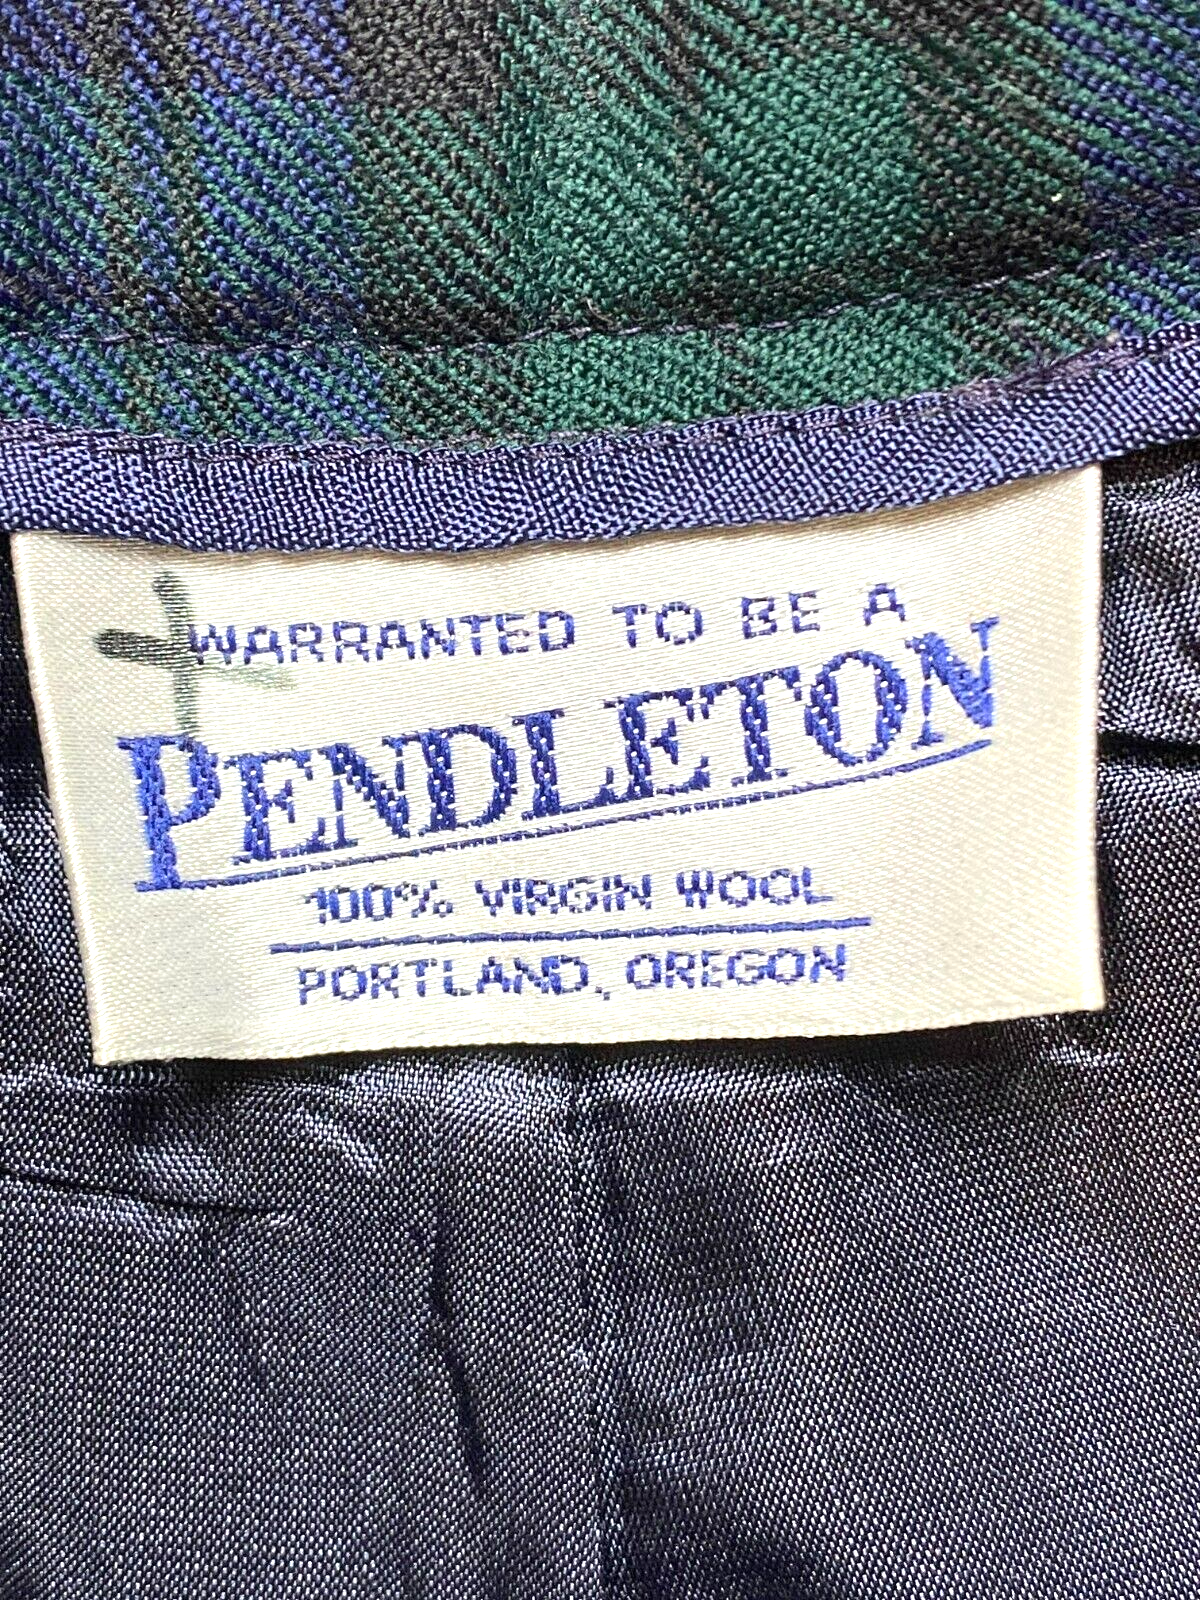 WARRANTED TO BE A
PENDLETON
100% VIRGIN WOOL
PORTLAND, OREGON